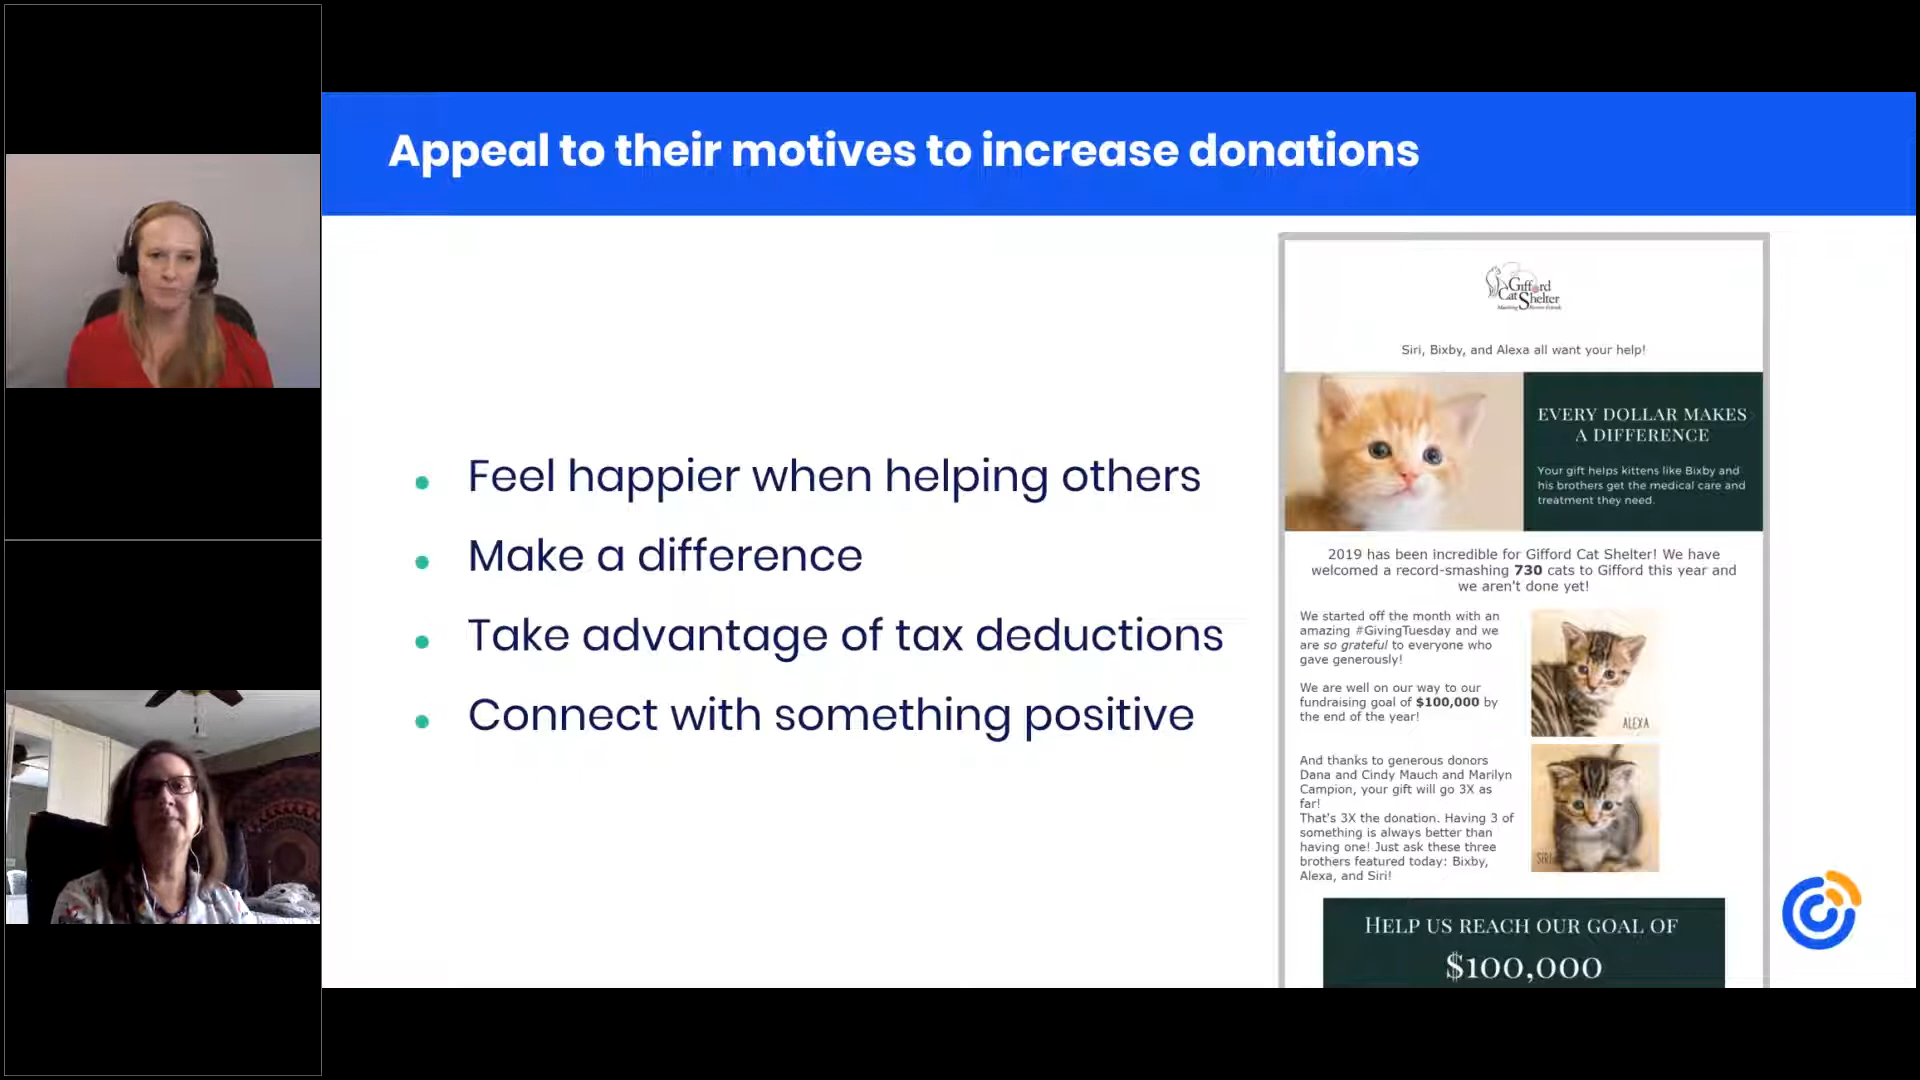 Appeal to their motives to increase donations
Feel happier when helping others
Make a difference
Take advantage of tax deductions
Connect with something positive
Gifford
Cat Shelter
Siri, Bixby, and Alexa all want your help!
EVERY DOLLAR MAKES
A DIFFERENCE
Your gift helps kittens like Bixby and
his brothers get the medical care and
treatment they need.
2019 has been incredible for Gifford Cat Shelter! We have
welcomed a record-smashing 730 cats to Gifford this year and
we aren't done yet!
We started off the month with an
amazing #GivingTuesday and we
are so grateful to everyone who
gave generously!
We are well on our way to our
fundraising goal of $100,000 by
the end of the year!
ALEXA
And thanks to generous donors
Dana and Cindy Mauch and Marilyn
Campion, your gift will go 3X as
far!
That's 3X the donation. Having 3 of
something is always better than
having one! Just ask these three
brothers featured today: Bixby,
Alexa, and Siri!
SIRI
HELP US REACH OUR GOAL OF
$100,000